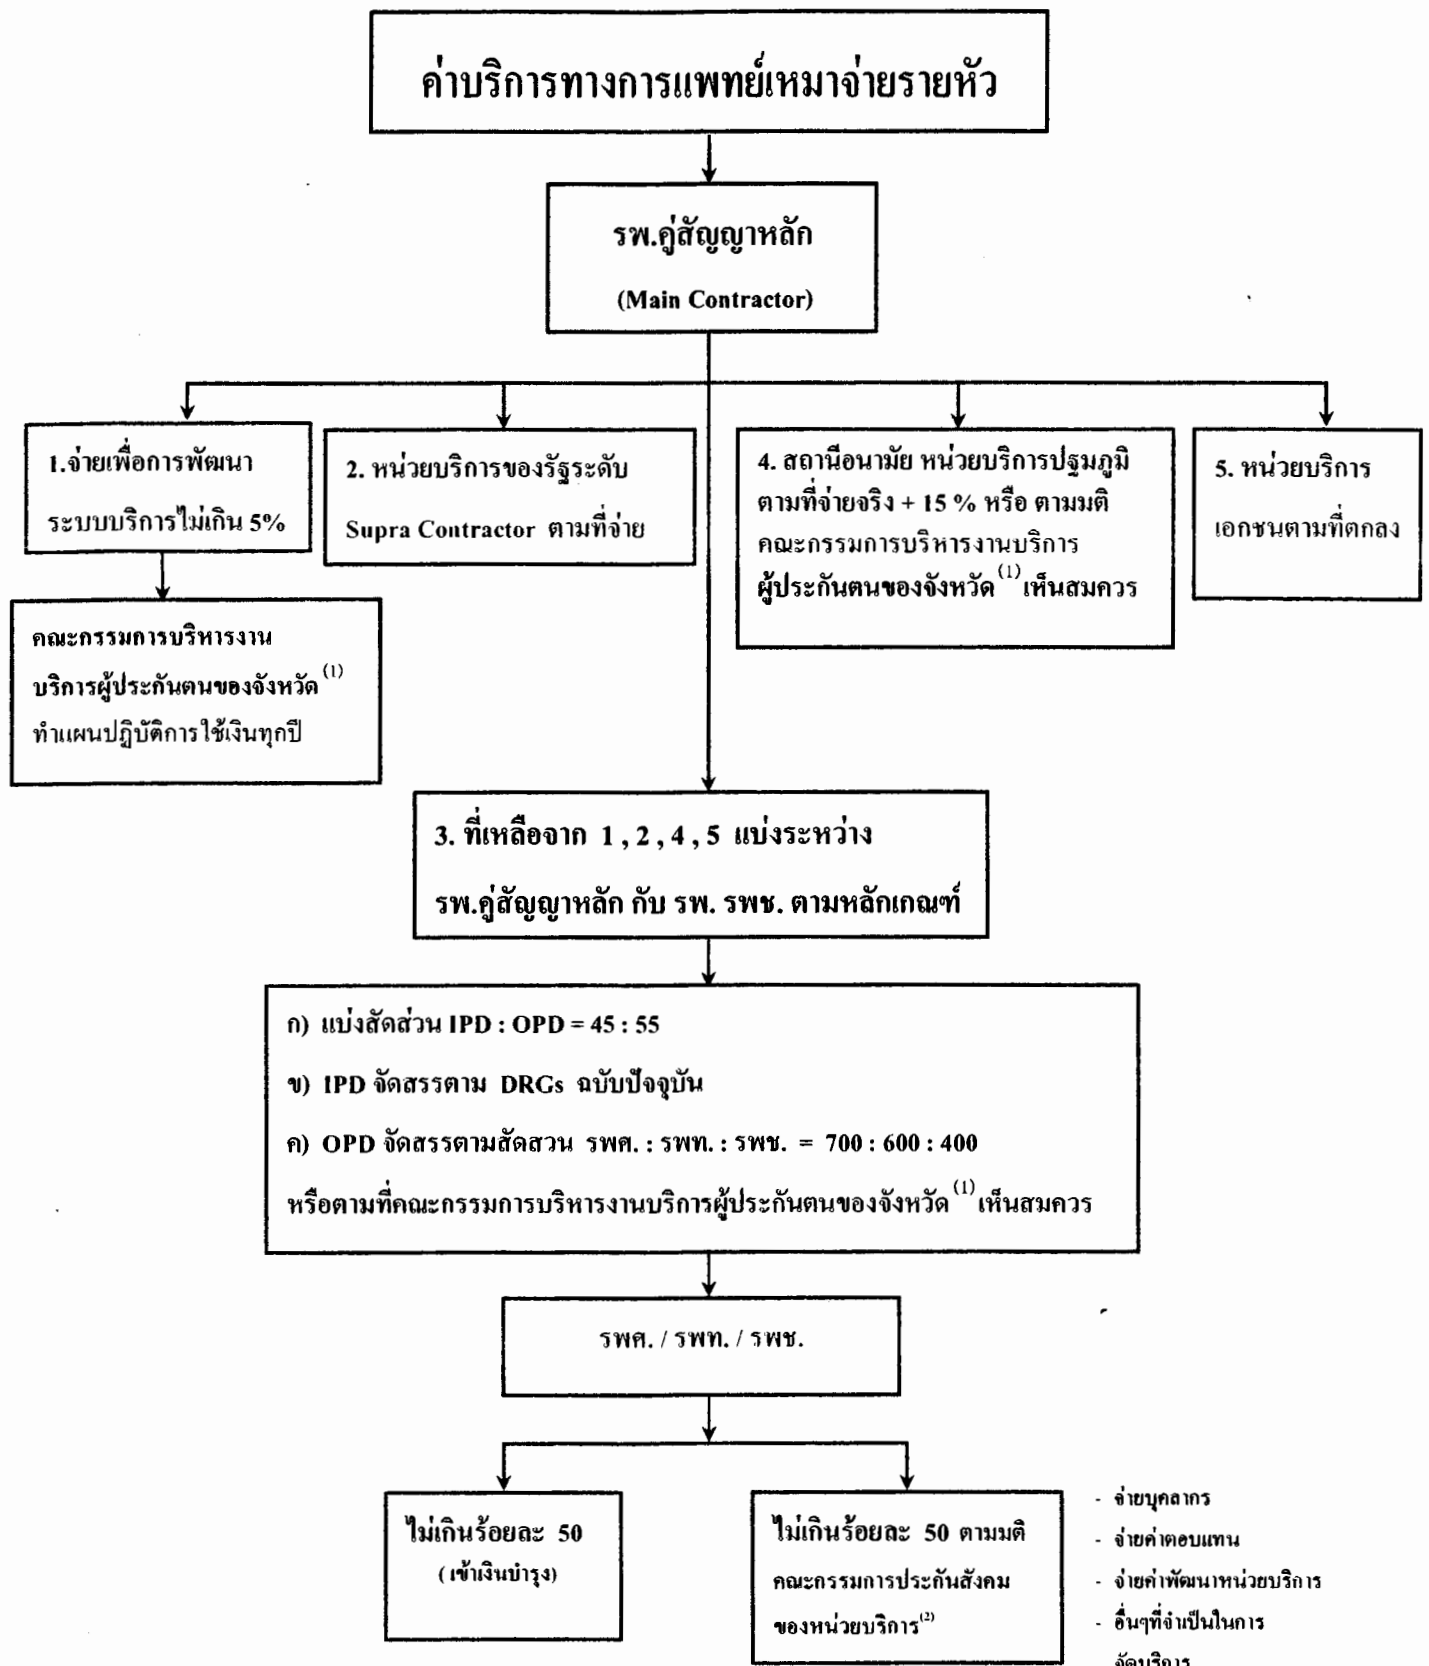 ค่าบริการทางการแพทย์เหมาจ่ายรายหัว
รพ.คู่สัญญาหลัก
(Main Contractor)
1.จ่ายเพื่อการพัฒนา
ระบบบริการไม่เกิน 5%
2. หน่วยบริการของรัฐระดับ
Supra Contractor ตามที่จ่าย
4. สถานีอนามัย หน่วยบริการปฐมภูมิ
ตามที่จ่ายจริง + 15 % หรือ ตามมติ
คณะกรรมการบริหารงานบริการ
ผู้ประกันตนของจังหวัด (1) เห็นสมควร
5. หน่วยบริการ
เอกชนตามที่ตกลง
คณะกรรมการบริหารงาน
บริการผู้ประกันตนของจังหวัด (1)
ทำแผนปฏิบัติการใช้เงินทุกปี
3. ที่เหลือจาก 1 , 2 , 4 , 5 แบ่งระหว่าง
รพ.คู่สัญญาหลัก กับ รพ. รพช. ตามหลักเกณฑ์
ก) แบ่งสัดส่วน IPD : OPD = 45 : 55
ข) IPD จัดสรรตาม DRGs ฉบับปัจจุบัน
ค) OPD จัดสรรตามสัดสวน รพศ. : รพท. : รพช. = 700 : 600 : 400
หรือตามที่คณะกรรมการบริหารงานบริการผู้ประกันตนของจังหวัด (1) เห็นสมควร
รพศ. / รพท. / รพช.
ไม่เกินร้อยละ 50
( เข้าเงินบำรุง)
ไม่เกินร้อยละ 50 ตามมติ
คณะกรรมการประกันสังคม
ของหน่วยบริการ(2)
- จ่ายบุคลากร
- จ่ายค่าตอบแทน
- จ่ายค่าพัฒนาหน่วยบริการ
- อื่นๆที่จำเป็นในการ
จัดบริการ